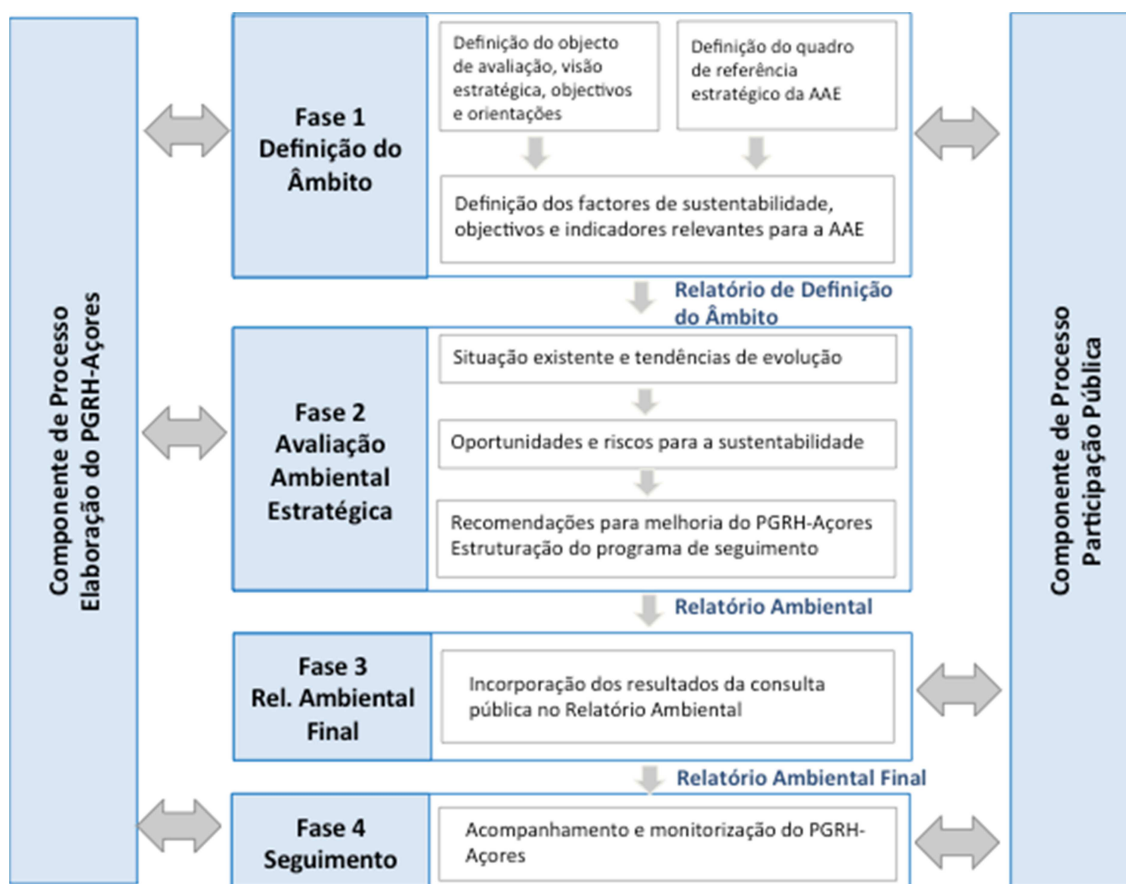 Componente de Processo
Elaboração do PGRH-Açores
Fase 1
Definição do
Âmbito
Definição do objecto
de avaliação, visão
estratégica, objectivos
e orientações
Definição do quadro
de referência
estratégico da AAE
Definição dos factores de sustentabilidade,
objectivos e indicadores relevantes para a AAE
Relatório de Definição
do Âmbito
Fase 2
Avaliação
Ambiental
Estratégica
Situação existente e tendências de evolução
Oportunidades e riscos para a sustentabilidade
Recomendações para melhoria do PGRH-Açores
Estruturação do programa de seguimento
Relatório Ambiental
Fase 3
Rel. Ambiental
Final
Incorporação dos resultados da consulta
pública no Relatório Ambiental
Relatório Ambiental Final
Fase 4
Seguimento
Acompanhamento e monitorização do PGRH-
Açores
Componente de Processo
Participação Pública